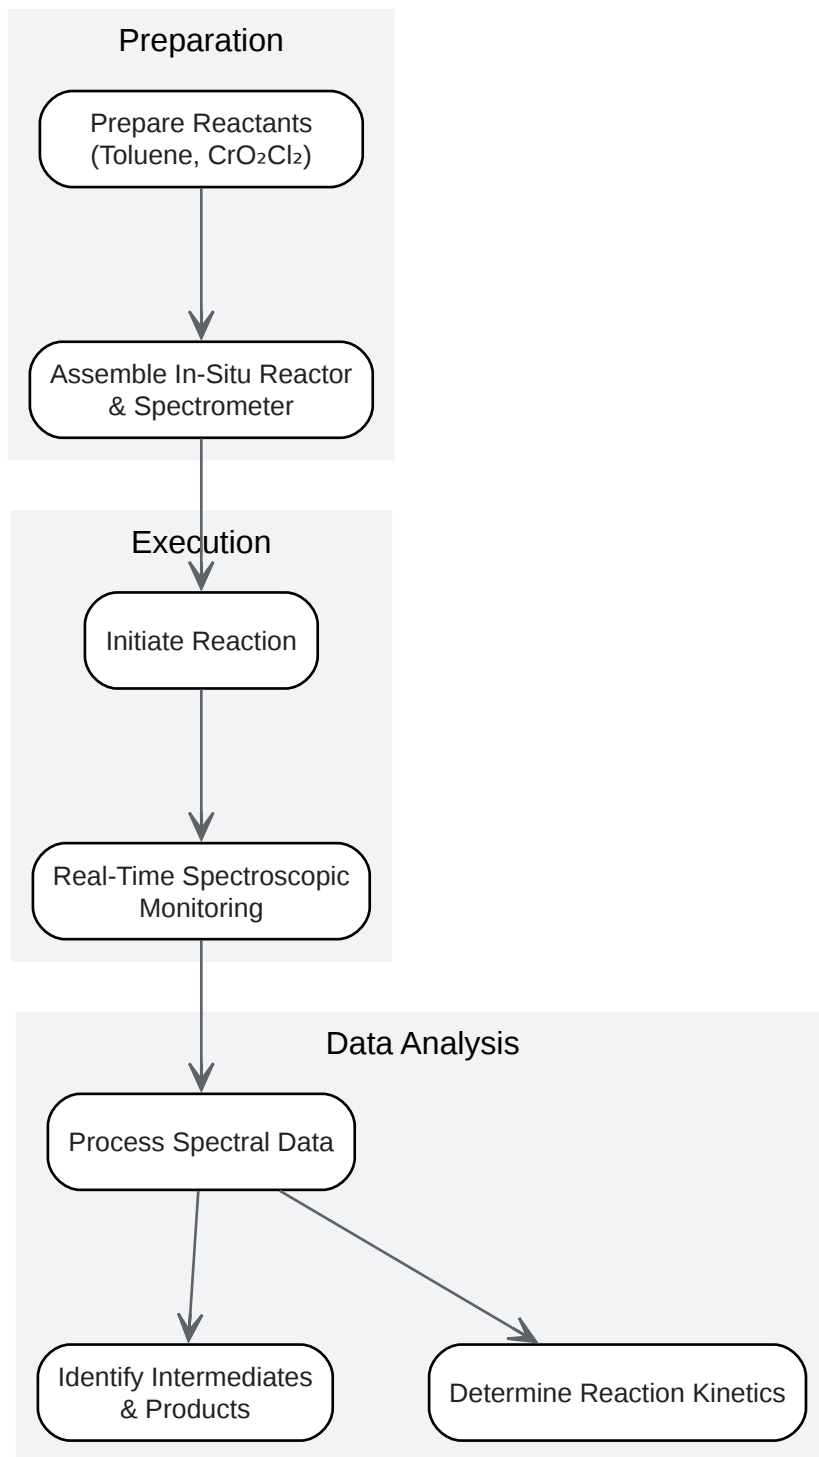 Preparation
Prepare Reactants
(Toluene, CrO₂Cl₂)
Assemble In-Situ Reactor
& Spectrometer
Execution
Initiate Reaction
Real-Time Spectroscopic
Monitoring
Data Analysis
Process Spectral Data
Identify Intermediates
& Products
Determine Reaction Kinetics